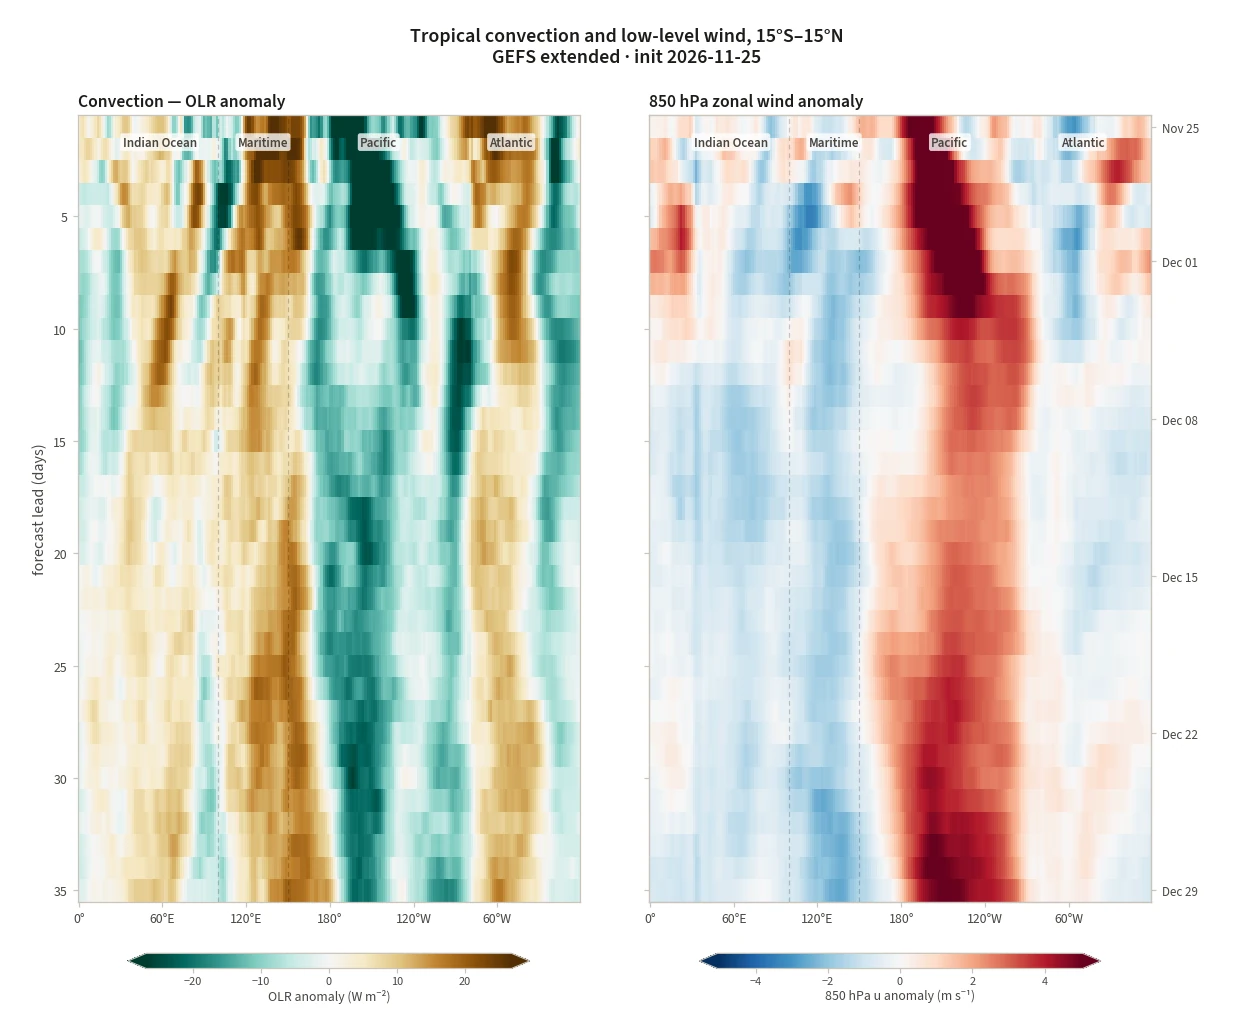 Tropical convection and low-level wind, 15°S–15°N
GEFS extended · init 2026-11-25
Convection — OLR anomaly
850 hPa zonal wind anomaly
Indian Ocean
Maritime
Pacific
Atlantic
Indian Ocean
Maritime
Pacific
Atlantic
forecast lead (days)
5
10
15
20
25
30
35
Nov 25
Dec 01
Dec 08
Dec 15
Dec 22
Dec 29
0° 60°E 120°E 180° 120°W 60°W
0° 60°E 120°E 180° 120°W 60°W
−20 −10 0 10 20
OLR anomaly (W m⁻²)
−4 −2 0 2 4
850 hPa u anomaly (m s⁻¹)